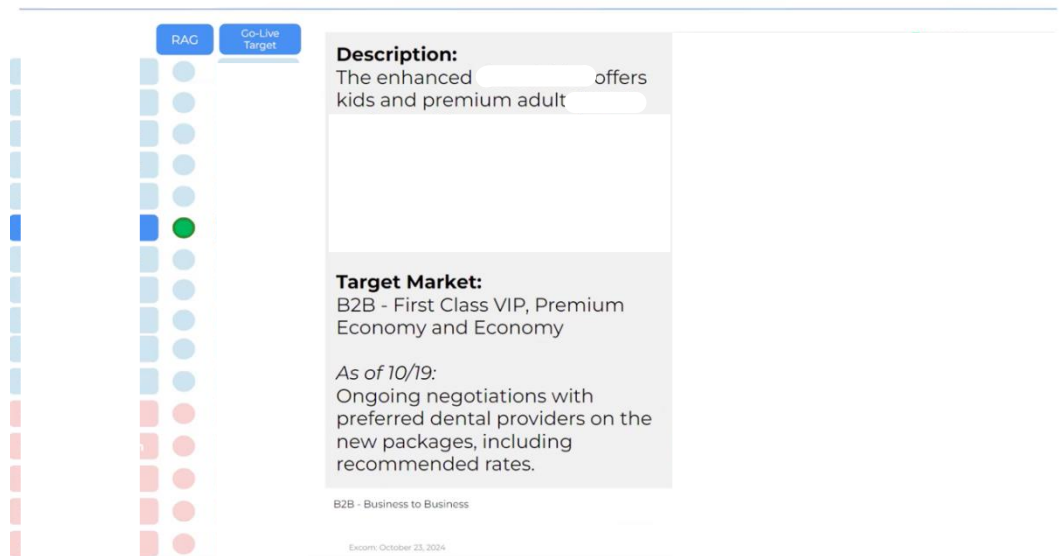 RAG
Go-Live
Target
Description:
The enhanced offers
kids and premium adult
Target Market:
B2B - First Class VIP, Premium
Economy and Economy
As of 10/19:
Ongoing negotiations with
preferred dental providers on the
new packages, including
recommended rates.
B2B - Business to Business
Excom: October 23, 2024